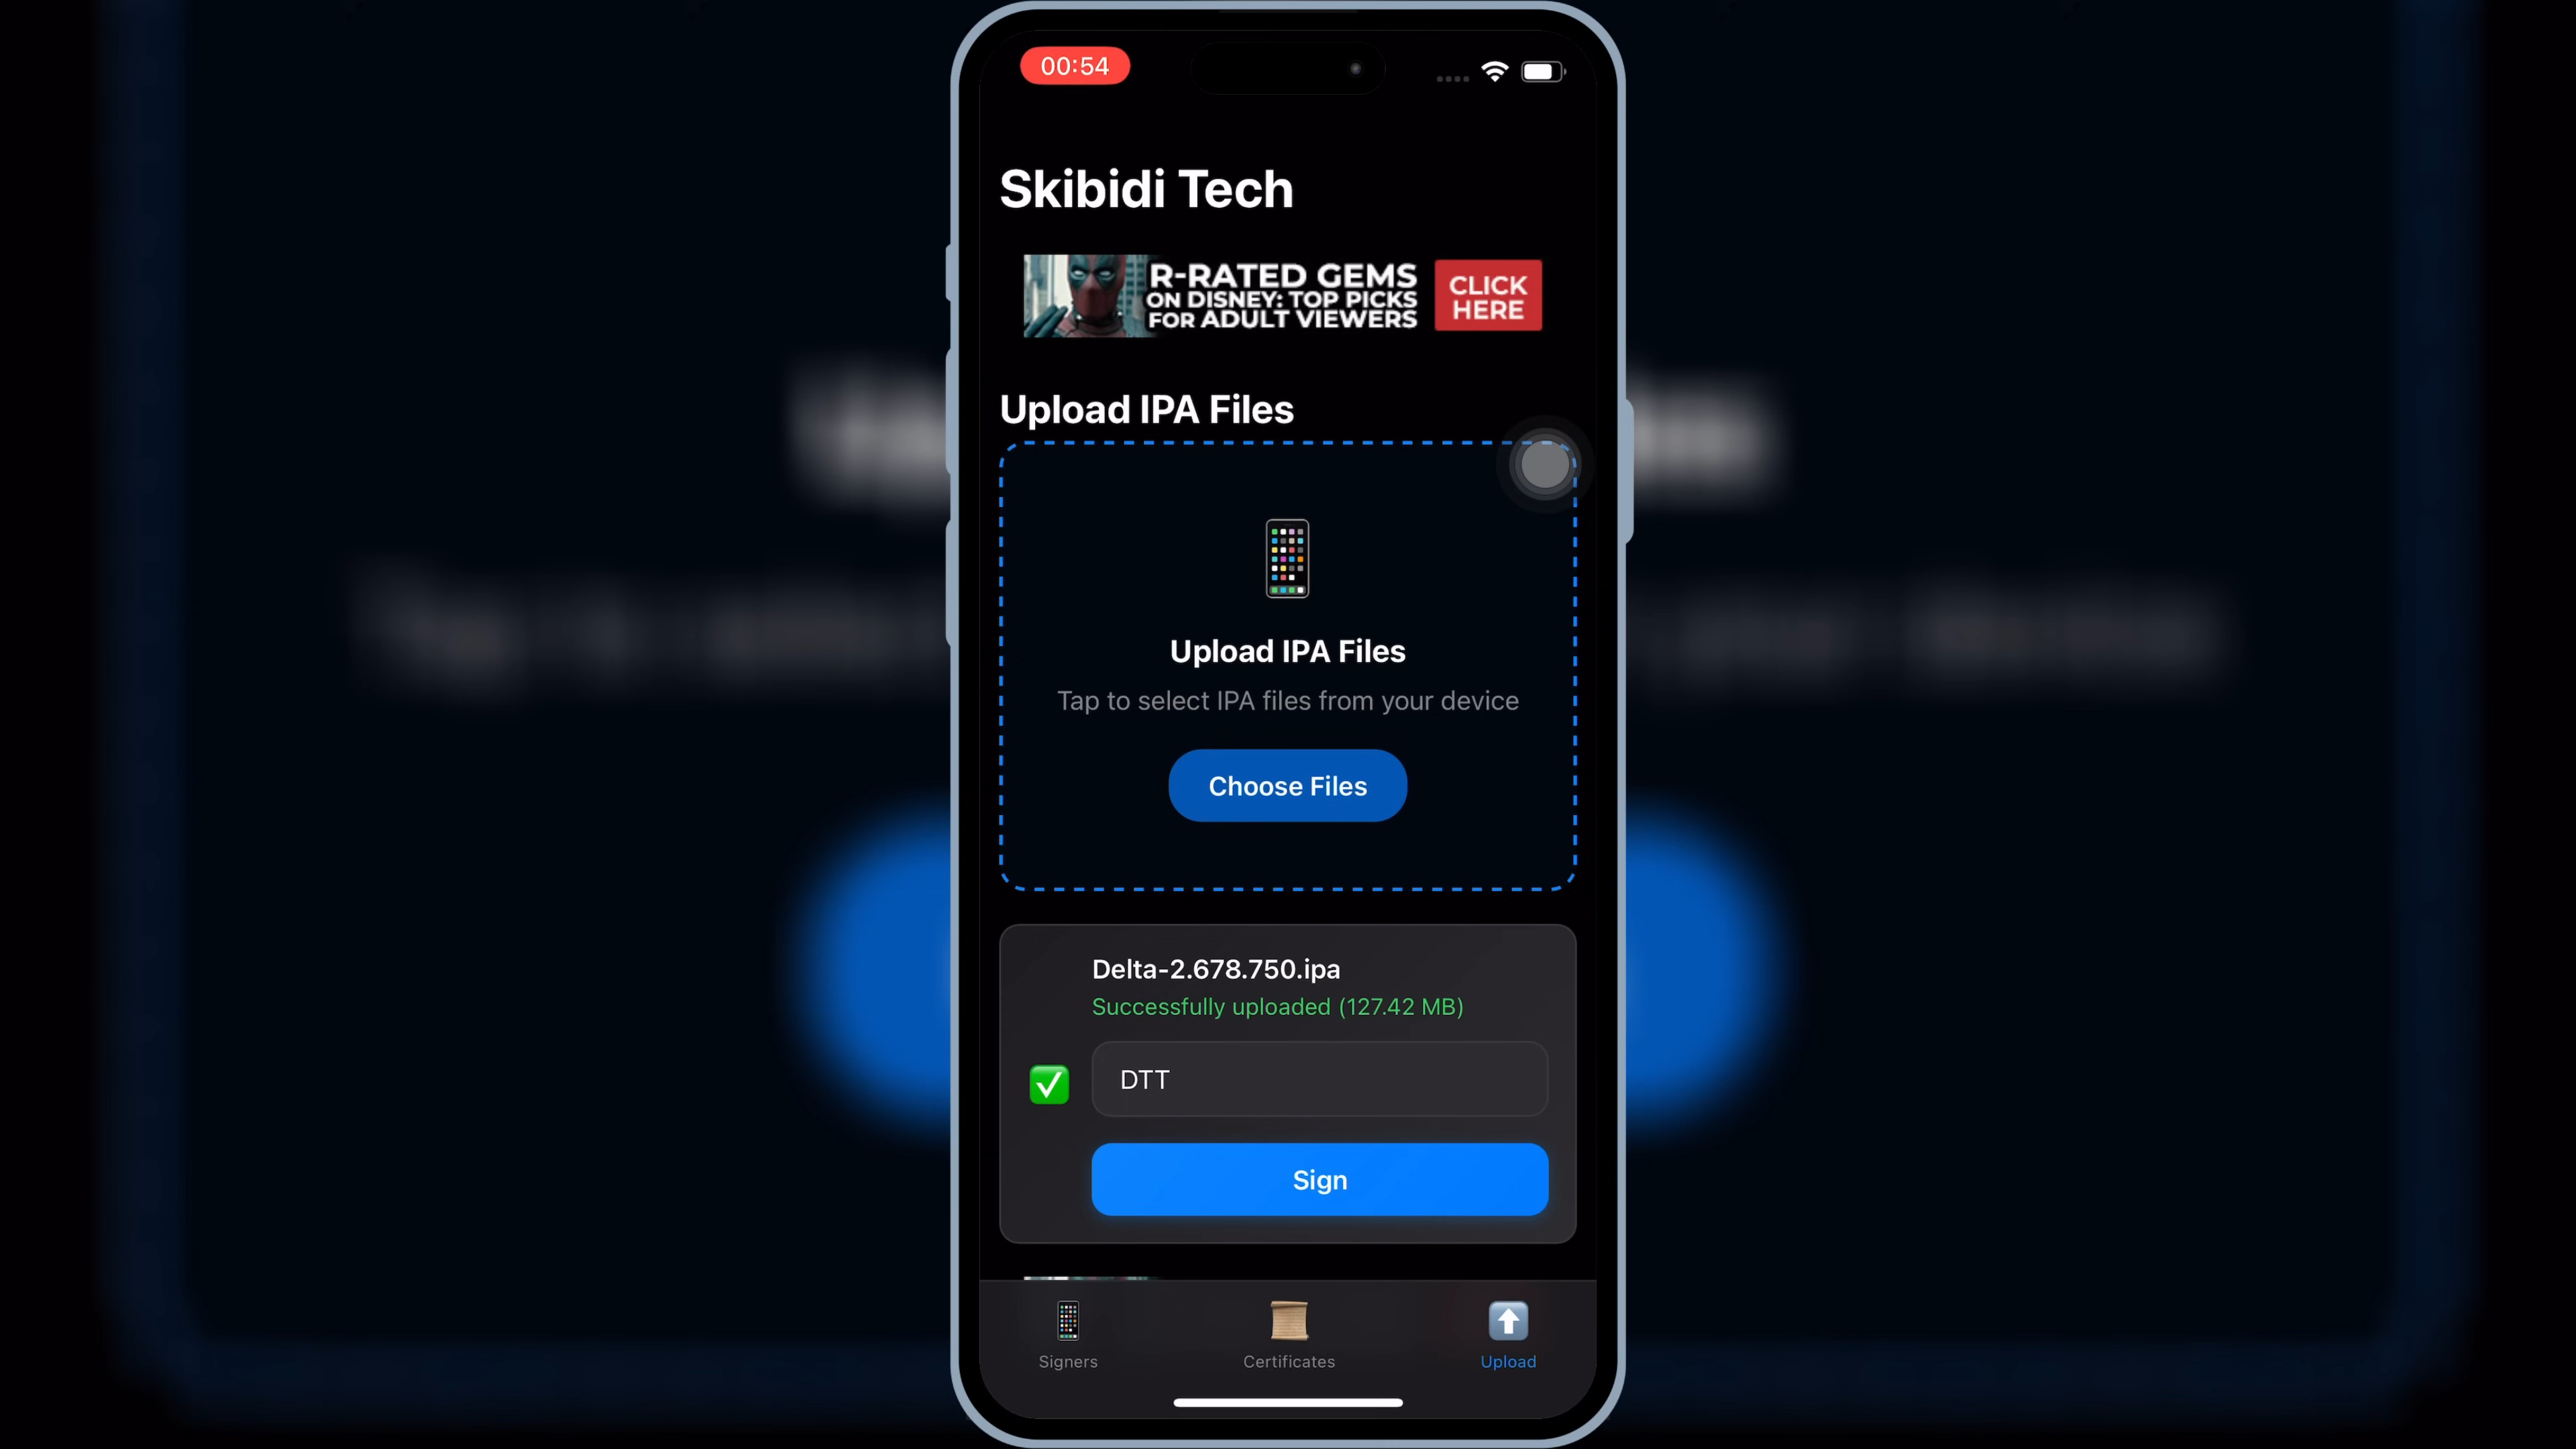 00:54
Skibidi Tech
R-RATED GEMS
ON DISNEY: TOP PICKS
FOR ADULT VIEWERS
CLICK
HERE
Upload IPA Files
Upload IPA Files
Tap to select IPA files from your device
Choose Files
Delta-2.678.750.ipa
Successfully uploaded (127.42 MB)
DTT
Sign
Signers
Certificates
Upload